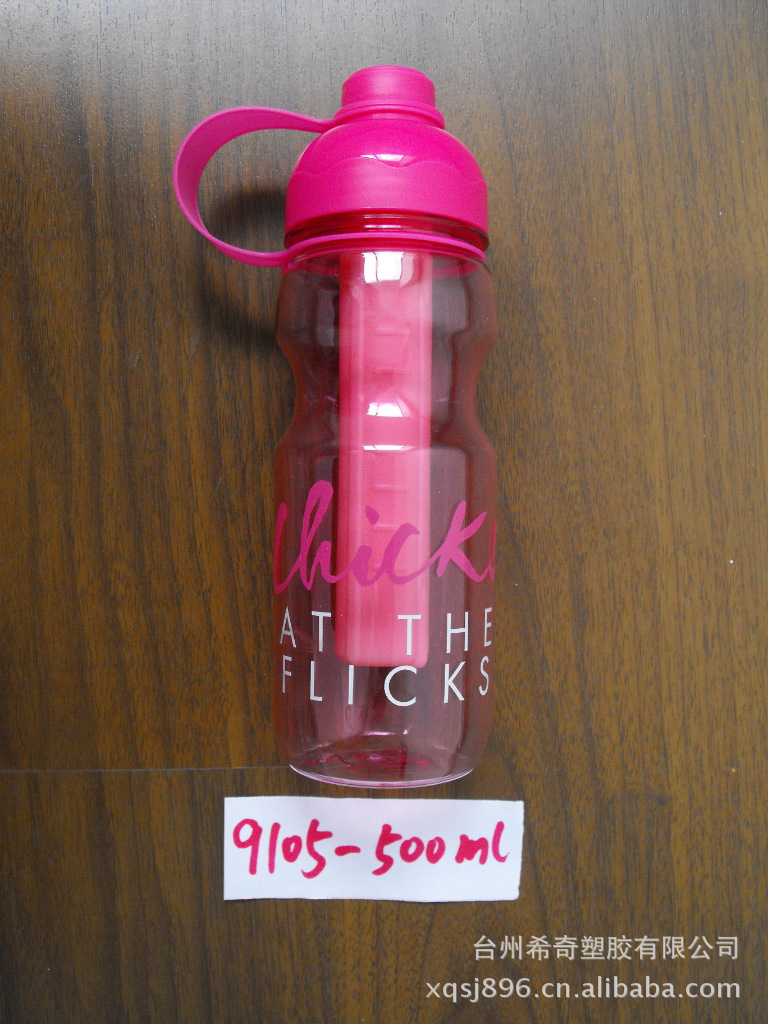 chicks
AT THE
FLICKS
9105-500ml
台州希奇塑胶有限公司
xqsj896.cn.alibaba.com